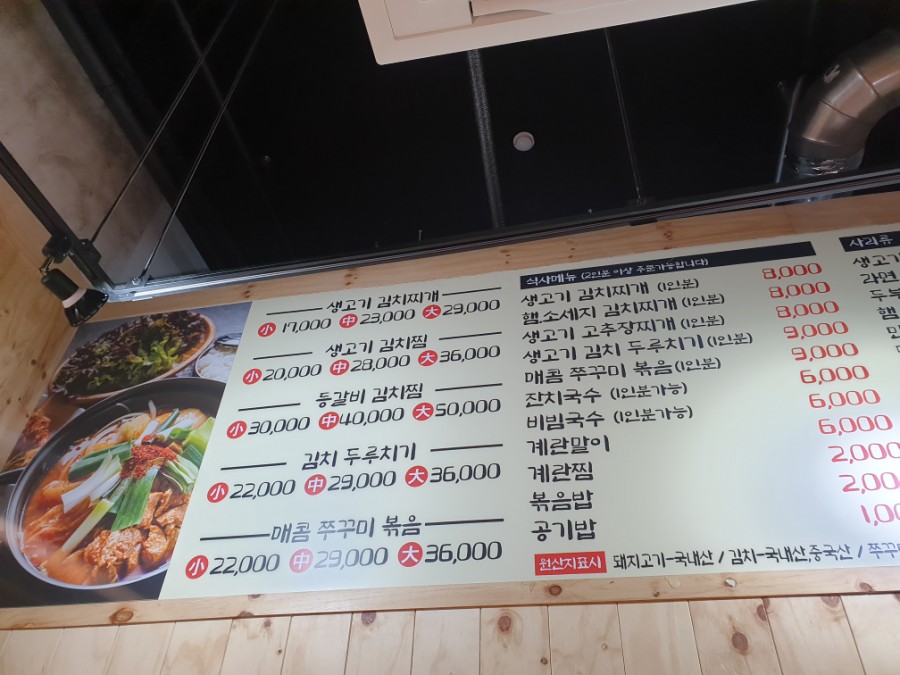 생고기 김치찌개
小 17,000 中 23,000 大 29,000
생고기 김치찜
小 20,000 中 28,000 大 36,000
등갈비 김치찜
小 30,000 中 40,000 大 50,000
김치 두루치기
小 22,000 中 29,000 大 36,000
매콤 쭈꾸미 볶음
小 22,000 中 29,000 大 36,000
식사메뉴 (2인분 이상 주문가능합니다)
생고기 김치찌개 (1인분) 8,000
햄.소세지 김치찌개 (1인분) 8,000
생고기 고추장찌개 (1인분) 8,000
생고기 김치 두루치기 (1인분) 9,000
매콤 쭈꾸미 볶음 (1인분) 9,000
잔치국수 (1인분가능) 6,000
비빔국수 (1인분가능) 6,000
계란말이 6,000
계란찜 2,000
볶음밥 2,00
공기밥 1,0
원산지표시 돼지고기-국내산 / 김치-국내산,중국산 / 쭈꾸
사리류
생고기
라면
두부
햄